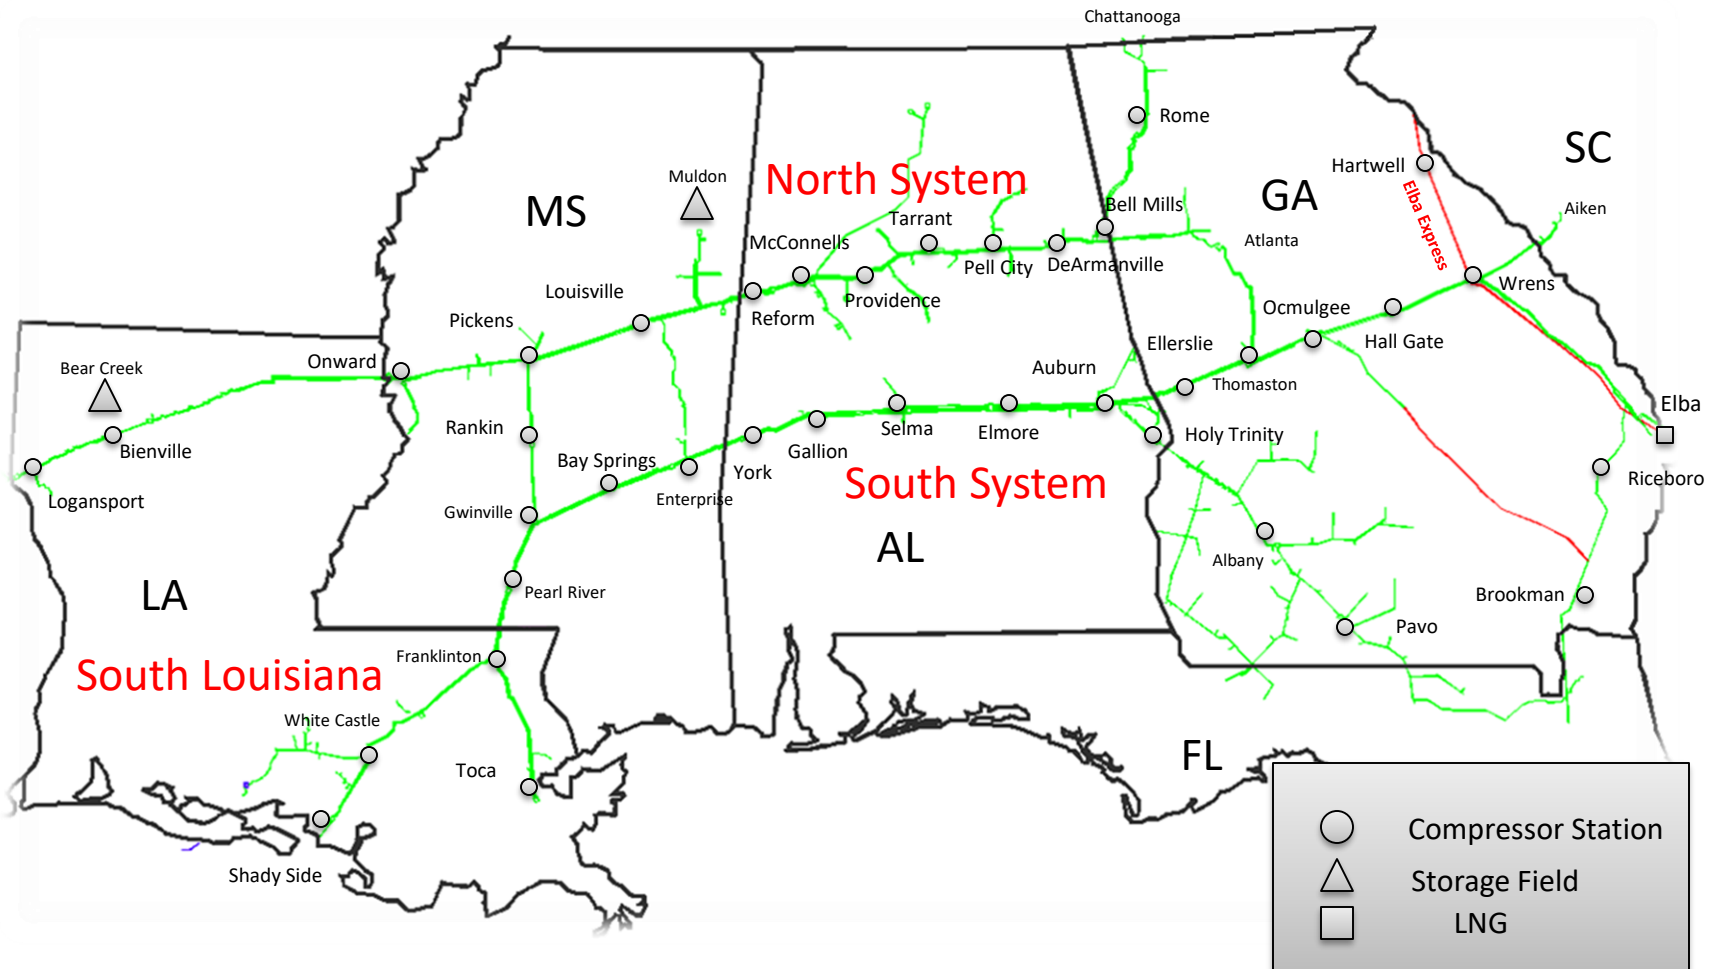 Chattanooga
Rome
SC
Hartwell
Muldon
North System
MS
GA
Elba Express
Bell Mills
Aiken
Tarrant
McConnells
Atlanta
Pell City
DeArmanville
Wrens
Louisville
Providence
Ocmulgee
Pickens
Reform
Hall Gate
Ellerslie
Onward
Bear Creek
Auburn
Thomaston
Elba
Rankin
Selma
Elmore
Holy Trinity
Bienville
Gallion
Bay Springs
York
South System
Riceboro
Logansport
Enterprise
Gwinville
AL
Albany
LA
Pearl River
Brookman
Pavo
Franklinton
South Louisiana
White Castle
Toca
FL
Shady Side
Compressor Station
Storage Field
LNG